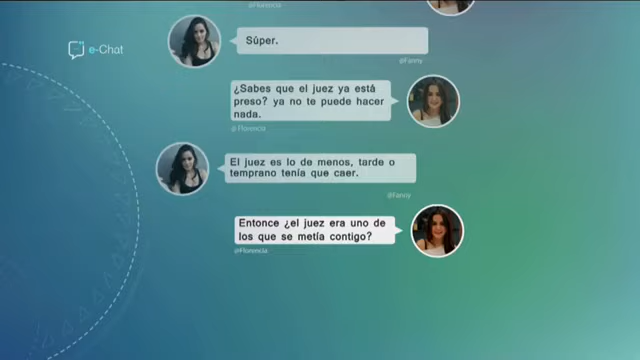 @Florencia
e-Chat
Súper.
@Fanny
¿Sabes que el juez ya está
preso? ya no te puede hacer
nada.
@ Florencia
El juez es lo de menos, tarde o
temprano tenía que caer.
@Fanny
Entonce ¿el juez era uno de
los que se metía contigo?
@Florencia